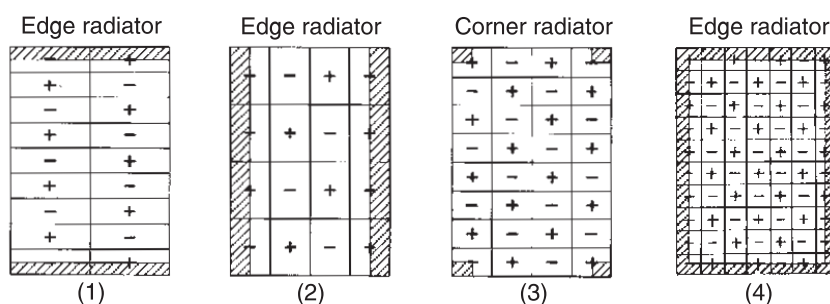 Edge radiator Edge radiator Corner radiator Edge radiator
(1) (2) (3) (4)